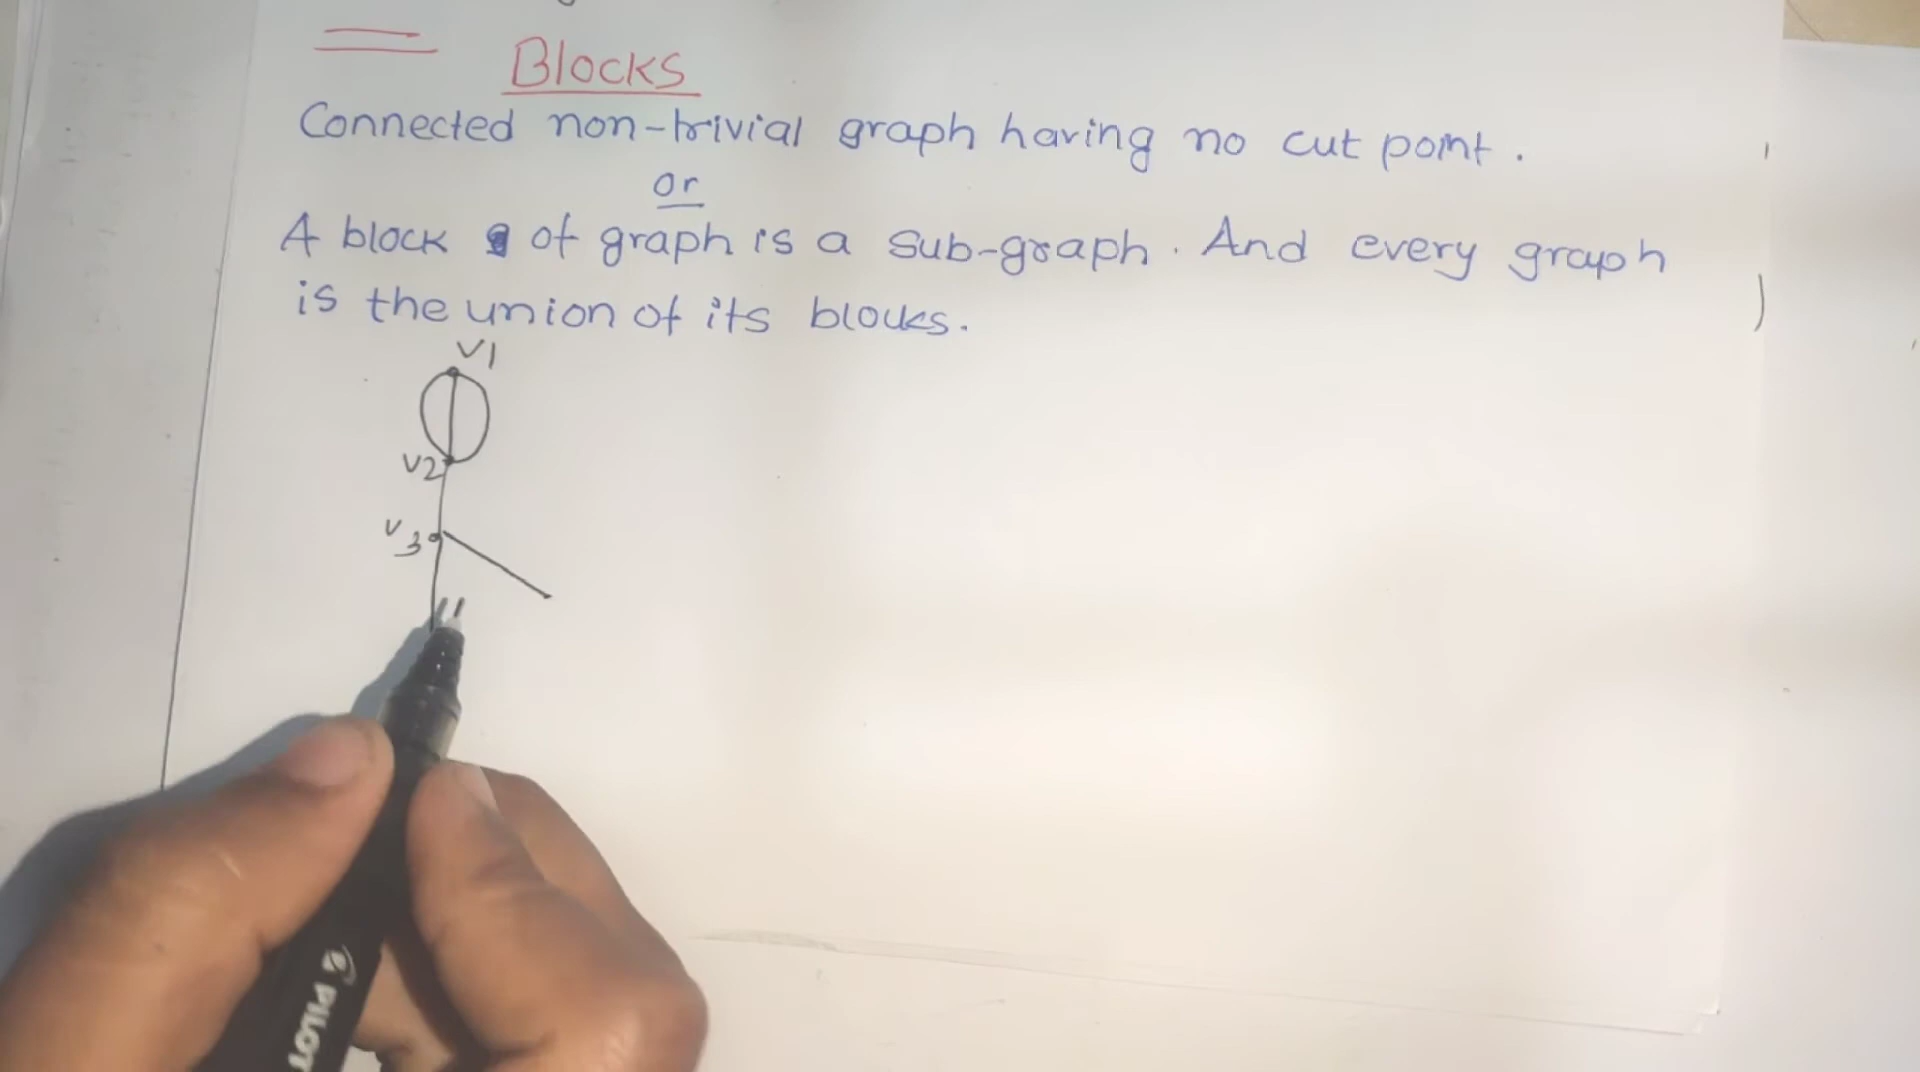 Blocks
Connected non-trivial graph having no cut point.
or
A block of graph is a sub-graph. And every graph
is the union of its blocks.
V1
V2
V3
PILOT